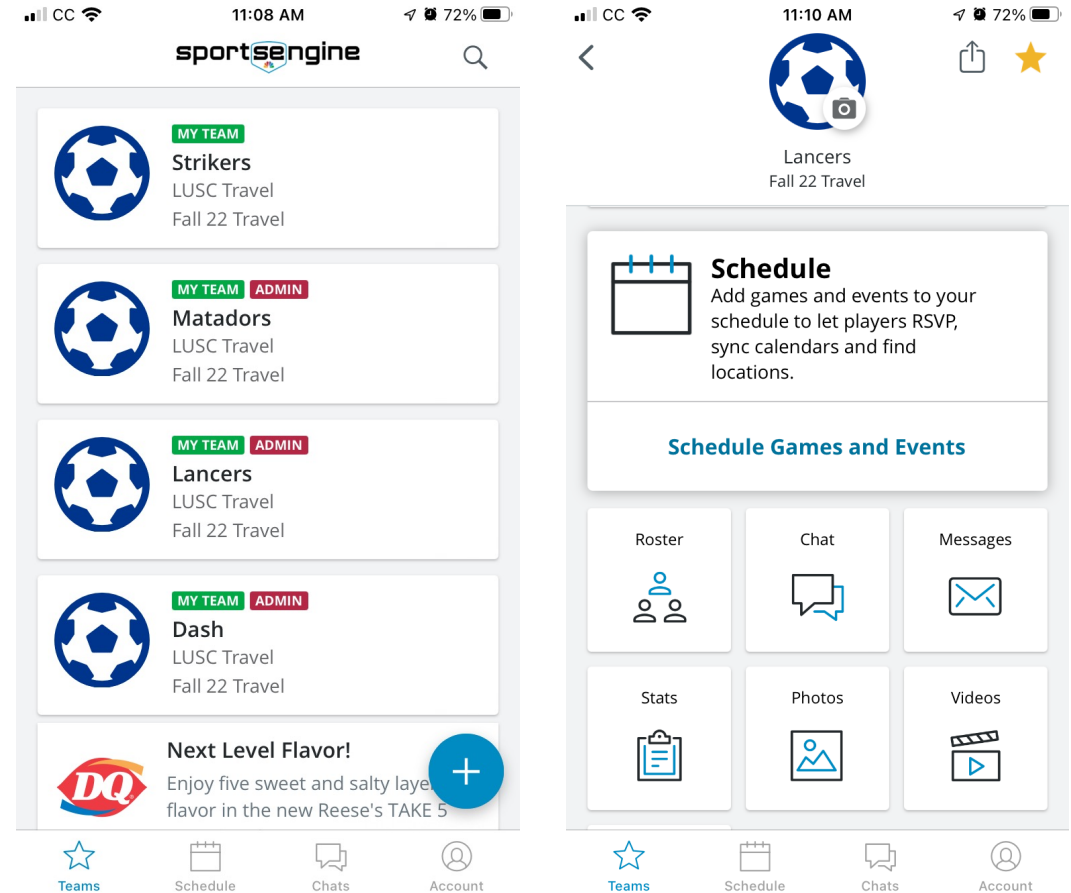 CC 11:08 AM 72%
sportsengine
MY TEAM
Strikers
LUSC Travel
Fall 22 Travel
MY TEAM ADMIN
Matadors
LUSC Travel
Fall 22 Travel
MY TEAM ADMIN
Lancers
LUSC Travel
Fall 22 Travel
MY TEAM ADMIN
Dash
LUSC Travel
Fall 22 Travel
DQ
Next Level Flavor!
Enjoy five sweet and salty
flavor in the new Reese's TAKE 5
Teams Schedule Chats Account
CC 11:10 AM 72%
Lancers
Fall 22 Travel
Schedule
Add games and events to your
schedule to let players RSVP,
sync calendars and find
locations.
Schedule Games and Events
Roster Chat Messages
Stats Photos Videos
Teams Schedule Chats Account